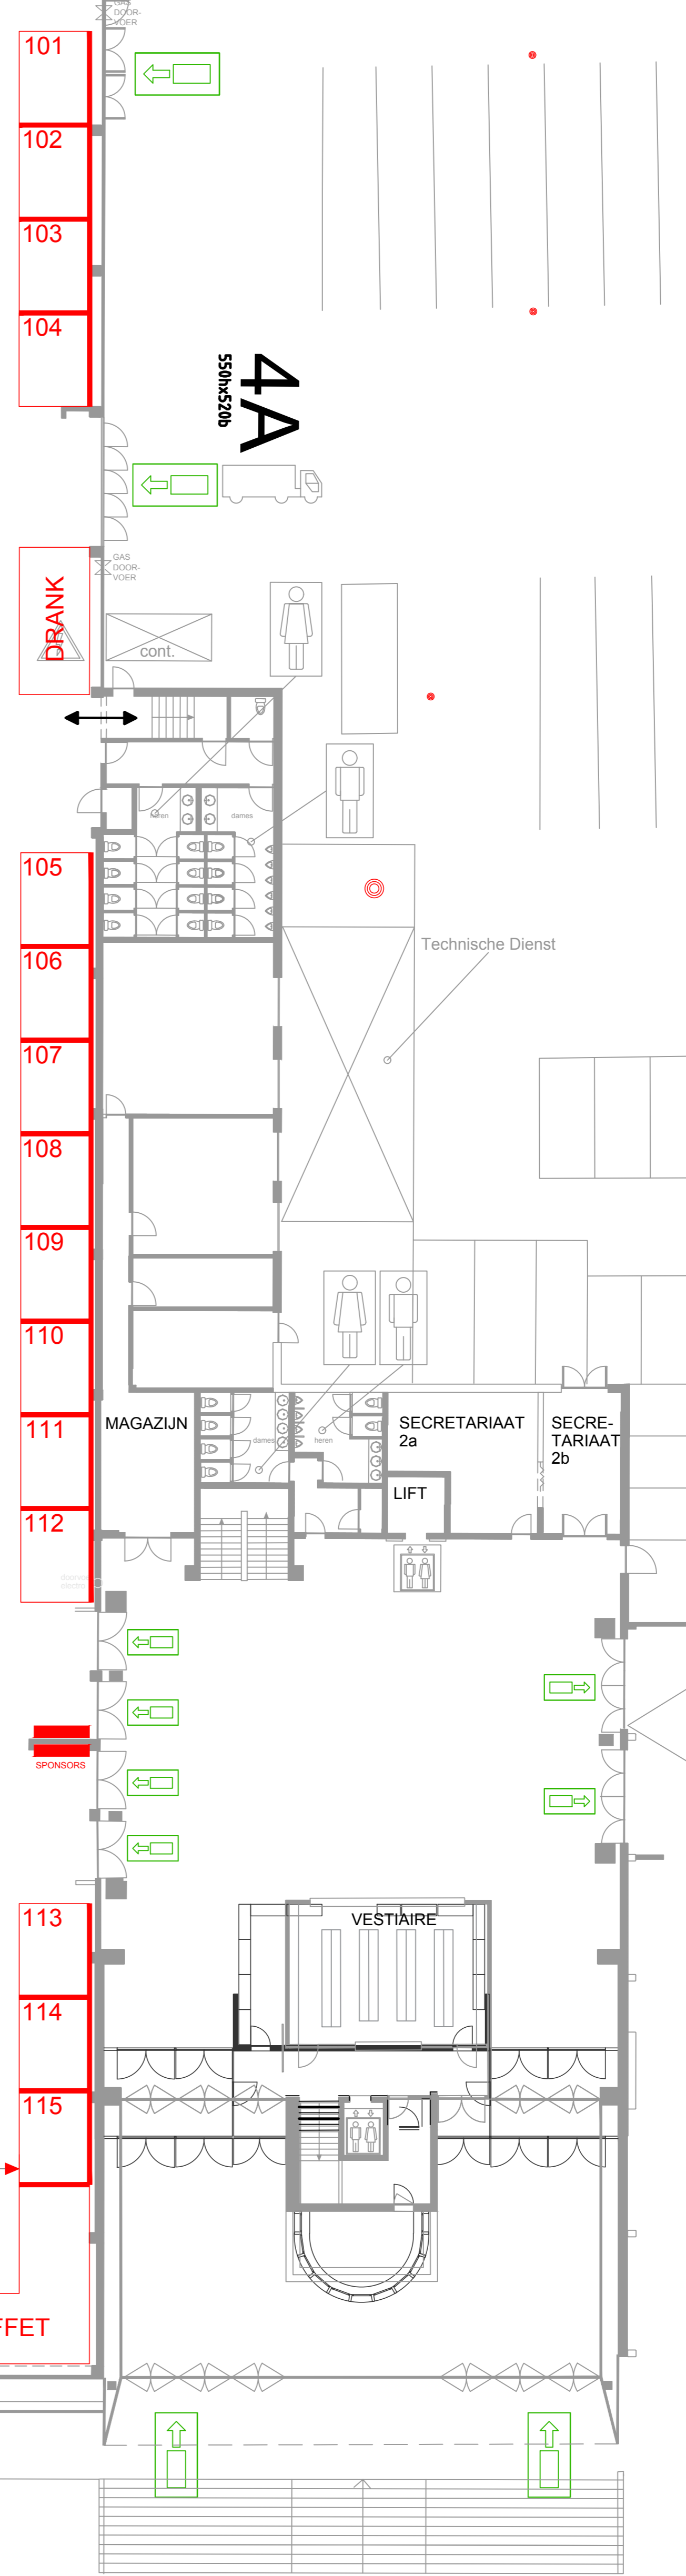 GAS
DOOR-
VOER
101
102
103
104
4A
550hx520b
GAS
DOOR-
VOER
DRANK
cont.
heren
dames
105
106
Technische Dienst
107
108
109
110
111
MAGAZIJN
SECRETARIAAT
2a
SECRE-
TARIAAT
2b
dames
heren
LIFT
112
doorvoer
electra
SPONSORS
113
VESTIAIRE
114
115
FFET